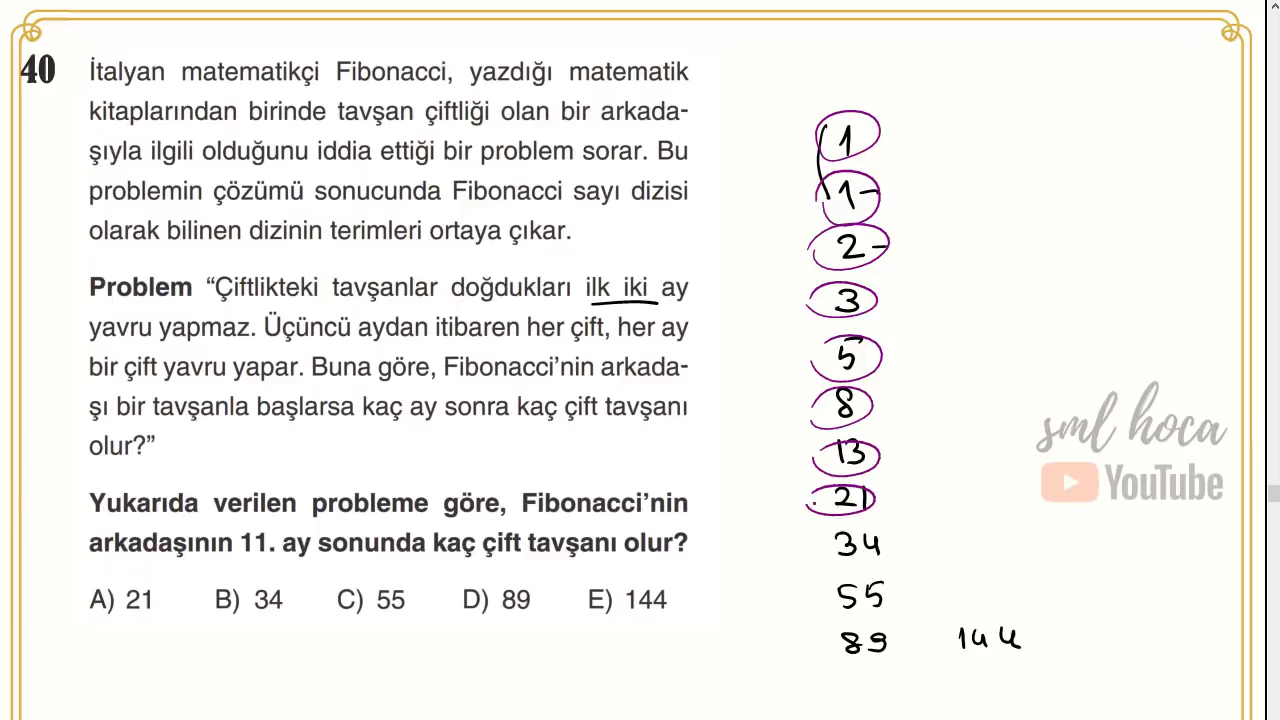 40
İtalyan matematikçi Fibonacci, yazdığı matematik
kitaplarından birinde tavşan çiftliği olan bir arkada-
şıyla ilgili olduğunu iddia ettiği bir problem sorar. Bu
problemin çözümü sonucunda Fibonacci sayı dizisi
olarak bilinen dizinin terimleri ortaya çıkar.
Problem “Çiftlikteki tavşanlar doğdukları ilk iki ay
yavru yapmaz. Üçüncü aydan itibaren her çift, her ay
bir çift yavru yapar. Buna göre, Fibonacci’nin arkada-
şı bir tavşanla başlarsa kaç ay sonra kaç çift tavşanı
olur?”
Yukarıda verilen probleme göre, Fibonacci’nin
arkadaşının 11. ay sonunda kaç çift tavşanı olur?
A) 21 B) 34 C) 55 D) 89 E) 144
1
1
2
3
5
8
13
21
34
55
89 144
sml hoca
YouTube